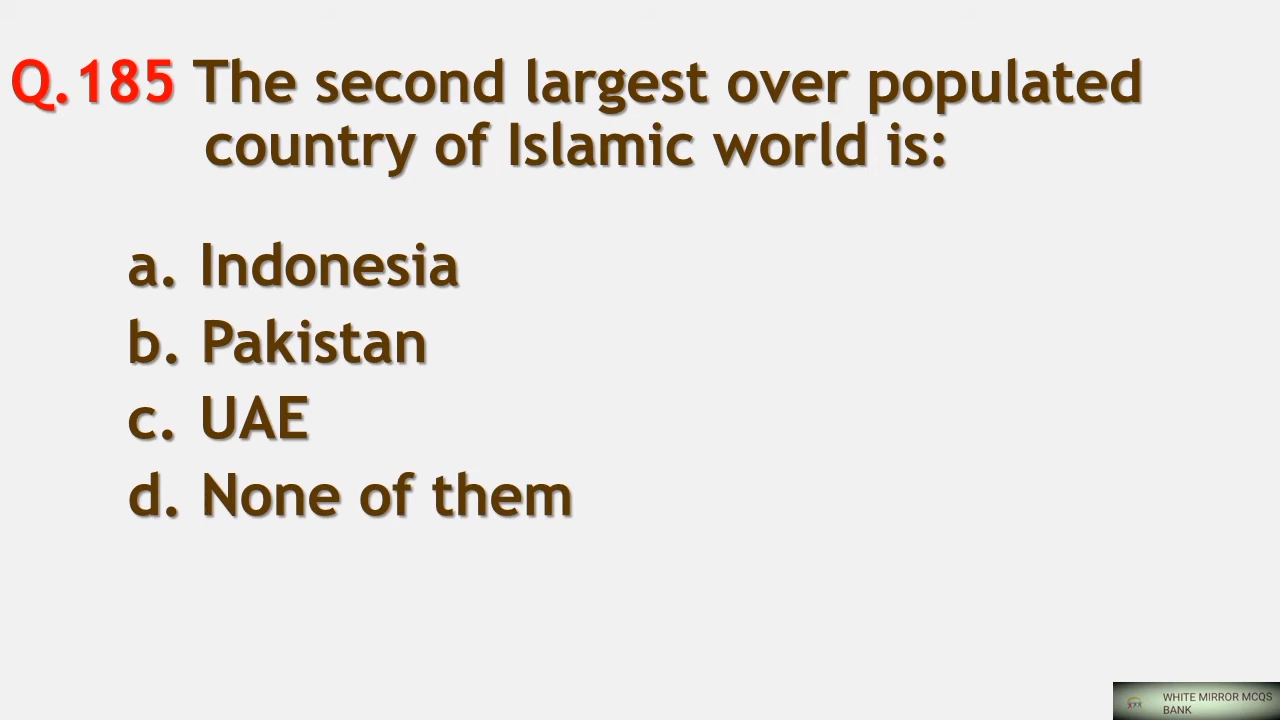 Q.185 The second largest over populated
country of Islamic world is:
a. Indonesia
b. Pakistan
c. UAE
d. None of them
WHITE MIRROR MCQS
BANK